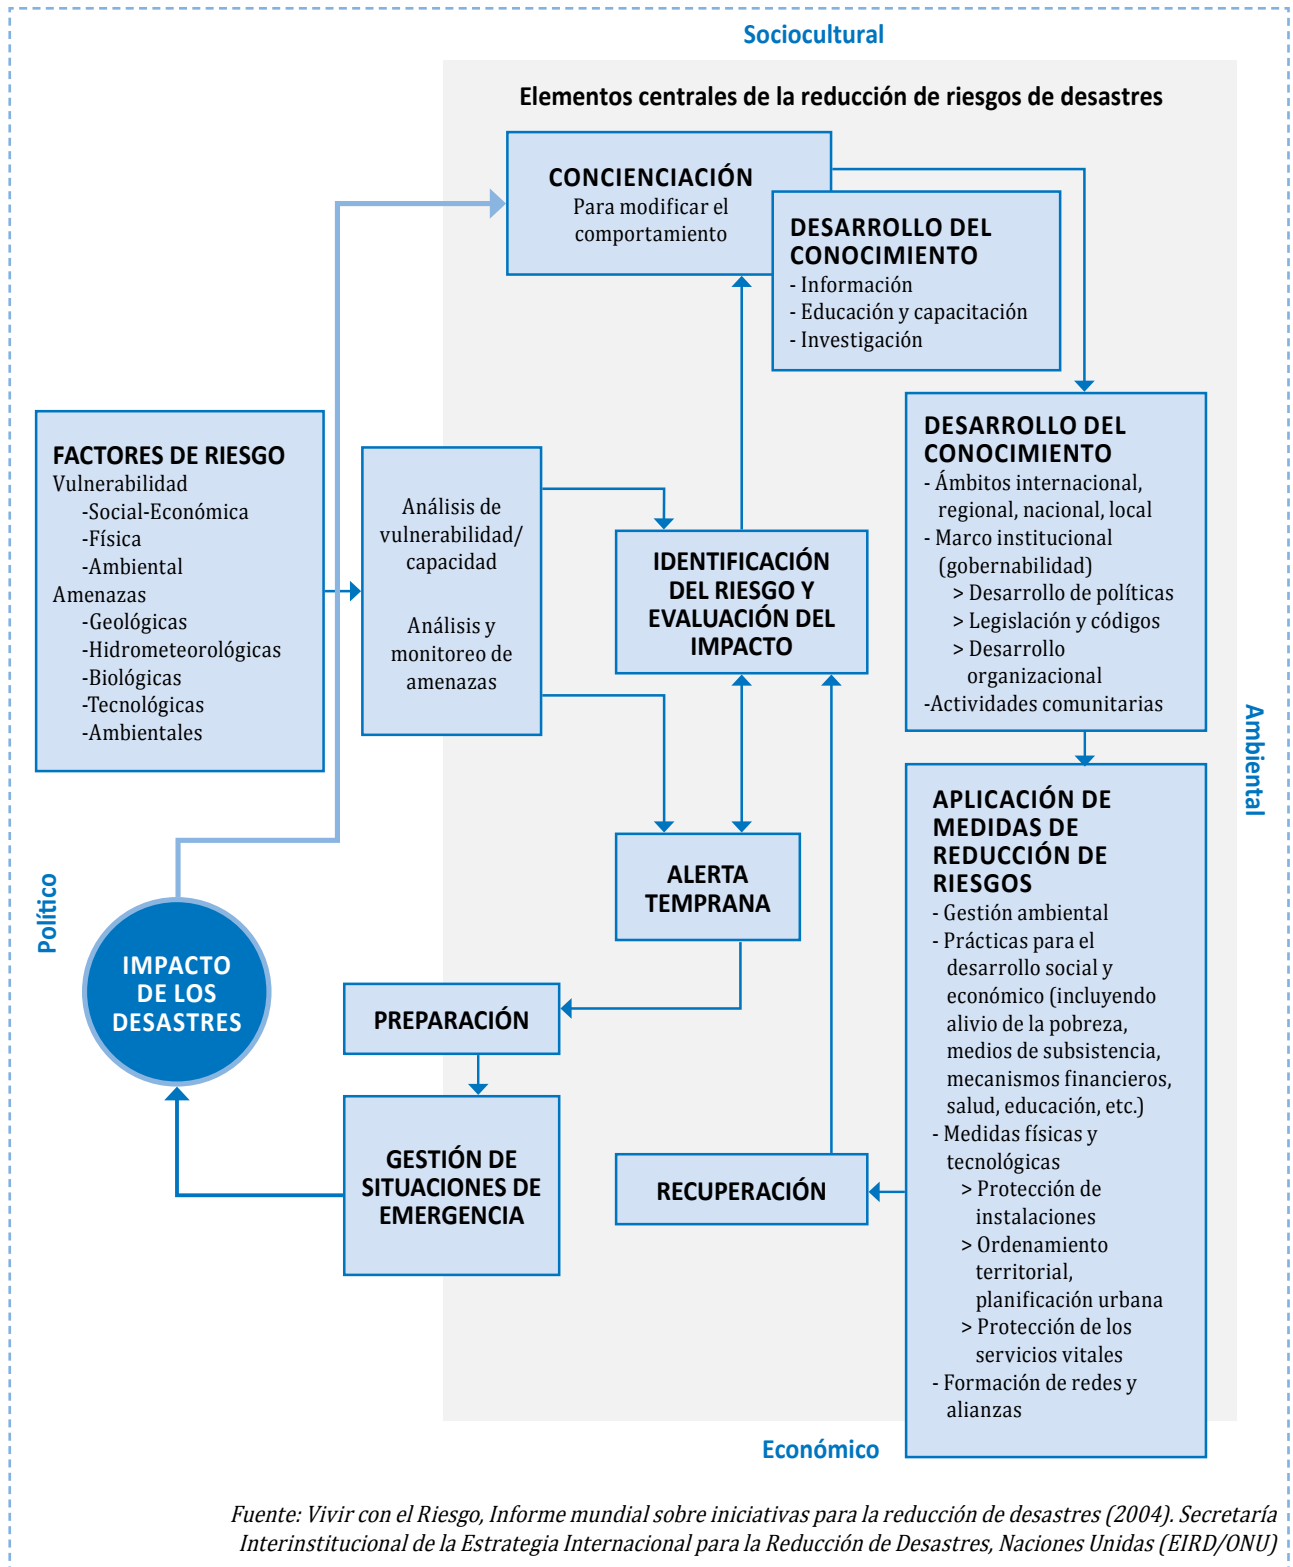 Sociocultural
Elementos centrales de la reducción de riesgos de desastres
CONCIENCIACIÓN
Para modificar el
comportamiento
DESARROLLO DEL
CONOCIMIENTO
- Información
- Educación y capacitación
- Investigación
FACTORES DE RIESGO
Vulnerabilidad
-Social-Económica
-Física
-Ambiental
Amenazas
-Geológicas
-Hidrometeorológicas
-Biológicas
-Tecnológicas
-Ambientales
Análisis de
vulnerabilidad/
capacidad
Análisis y
monitoreo de
amenazas
IDENTIFICACIÓN
DEL RIESGO Y
EVALUACIÓN DEL
IMPACTO
DESARROLLO DEL
CONOCIMIENTO
- Ámbitos internacional,
regional, nacional, local
- Marco institucional
(gobernabilidad)
> Desarrollo de políticas
> Legislación y códigos
> Desarrollo
organizacional
-Actividades comunitarias
Ambiental
ALERTA
TEMPRANA
APLICACIÓN DE
MEDIDAS DE
REDUCCIÓN DE
RIESGOS
- Gestión ambiental
- Prácticas para el
desarrollo social y
económico (incluyendo
alivio de la pobreza,
medios de subsistencia,
mecanismos financieros,
salud, educación, etc.)
- Medidas físicas y
tecnológicas
> Protección de
instalaciones
> Ordenamiento
territorial,
planificación urbana
> Protección de los
servicios vitales
- Formación de redes y
alianzas
Político
IMPACTO
DE LOS
DESASTRES
PREPARACIÓN
GESTIÓN DE
SITUACIONES DE
EMERGENCIA
RECUPERACIÓN
Económico
Fuente: Vivir con el Riesgo, Informe mundial sobre iniciativas para la reducción de desastres (2004). Secretaría
Interinstitucional de la Estrategia Internacional para la Reducción de Desastres, Naciones Unidas (EIRD/ONU)